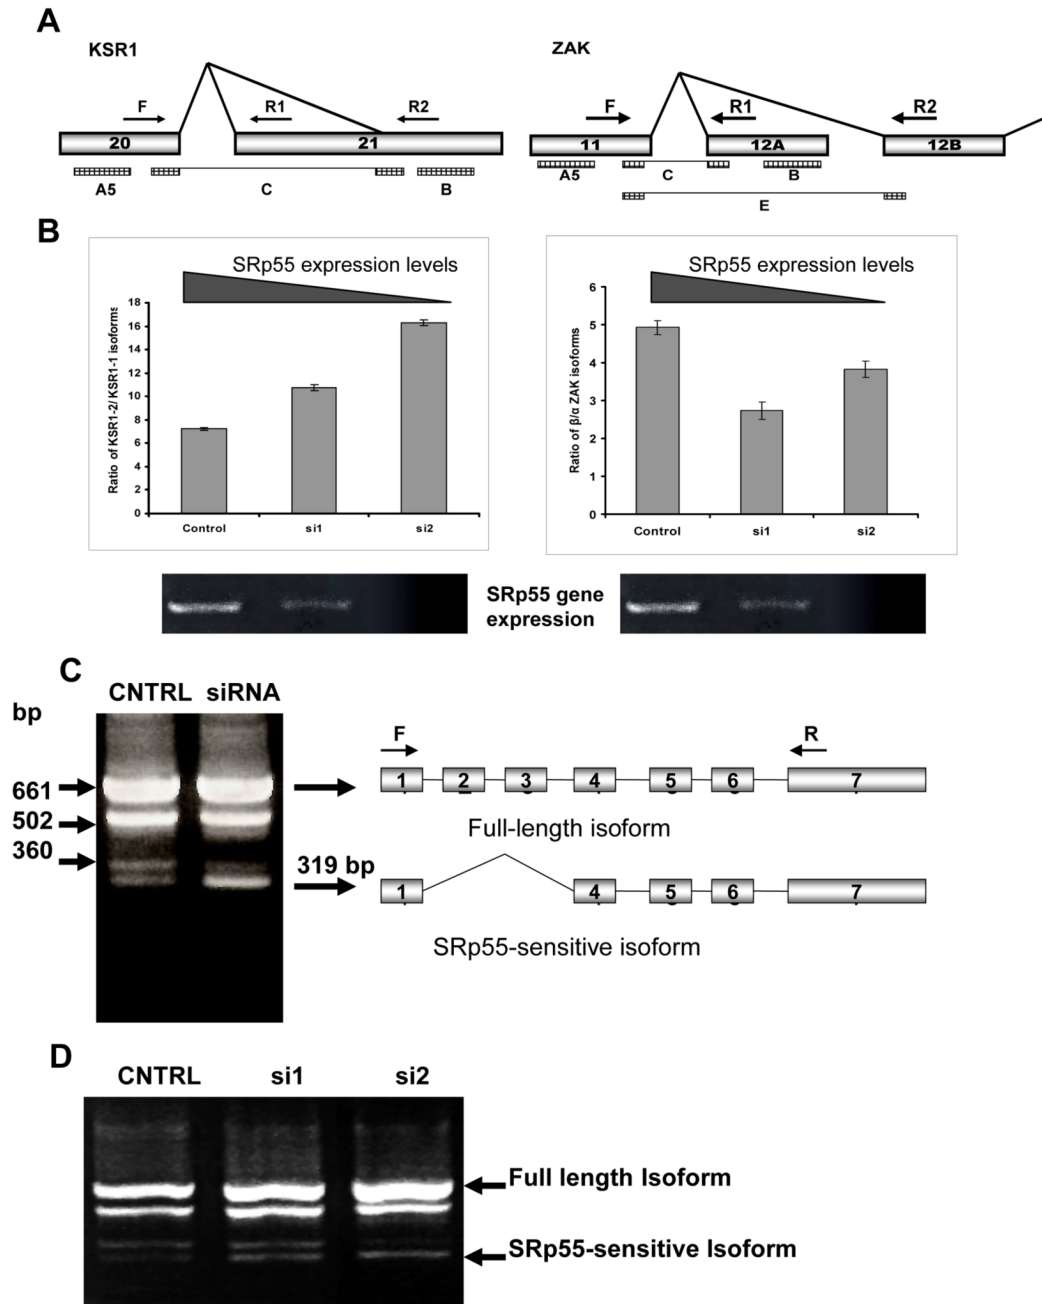 A
KSR1
ZAK
F
R1
R2
20
21
A5
C
B
F
R1
R2
11
12A
12B
A5
C
B
E
B
SRp55 expression levels
Ratio of KSR1-2/ KSR1-1 isoforms
18
16
14
12
10
8
6
4
2
0
Control
si1
si2
SRp55 expression levels
Ratio of β/α ZAK isoforms
6
5
4
3
2
1
0
Control
si1
si2
SRp55 gene
expression
C
CNTRL siRNA
bp
661
502
360
F
R
1 2 3 4 5 6 7
Full-length isoform
319 bp
1 4 5 6 7
SRp55-sensitive isoform
D
CNTRL si1 si2
Full length Isoform
SRp55-sensitive Isoform